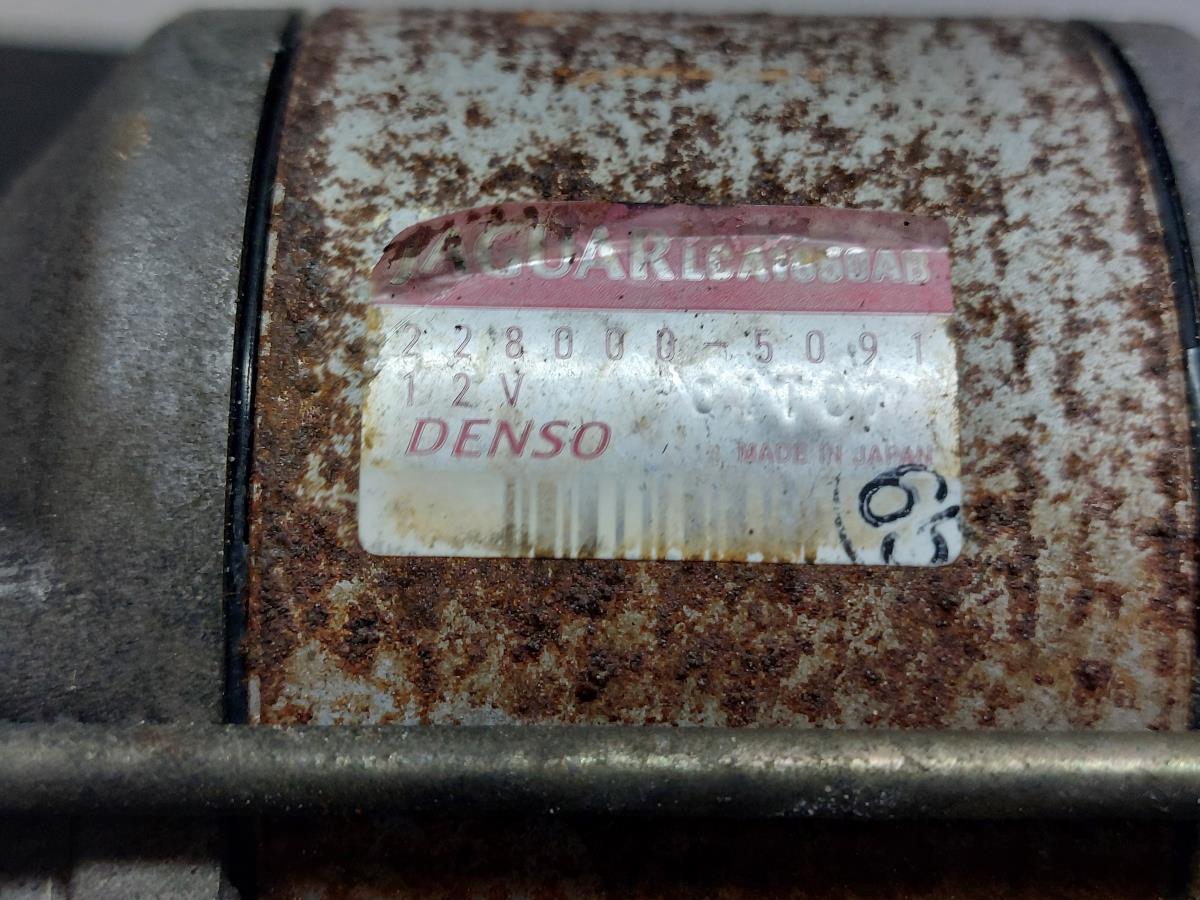 JAGUAR
228000-5091
12V
DENSO
MADE IN JAPAN